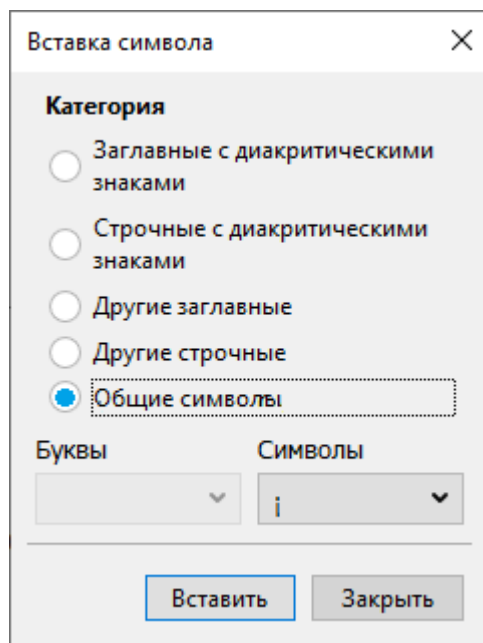 Вставка символа
Категория
Заглавные с диакритическими
знаками
Строчные с диакритическими
знаками
Другие заглавные
Другие строчные
Общие символы
Буквы Символы
¡
Вставить Закрыть